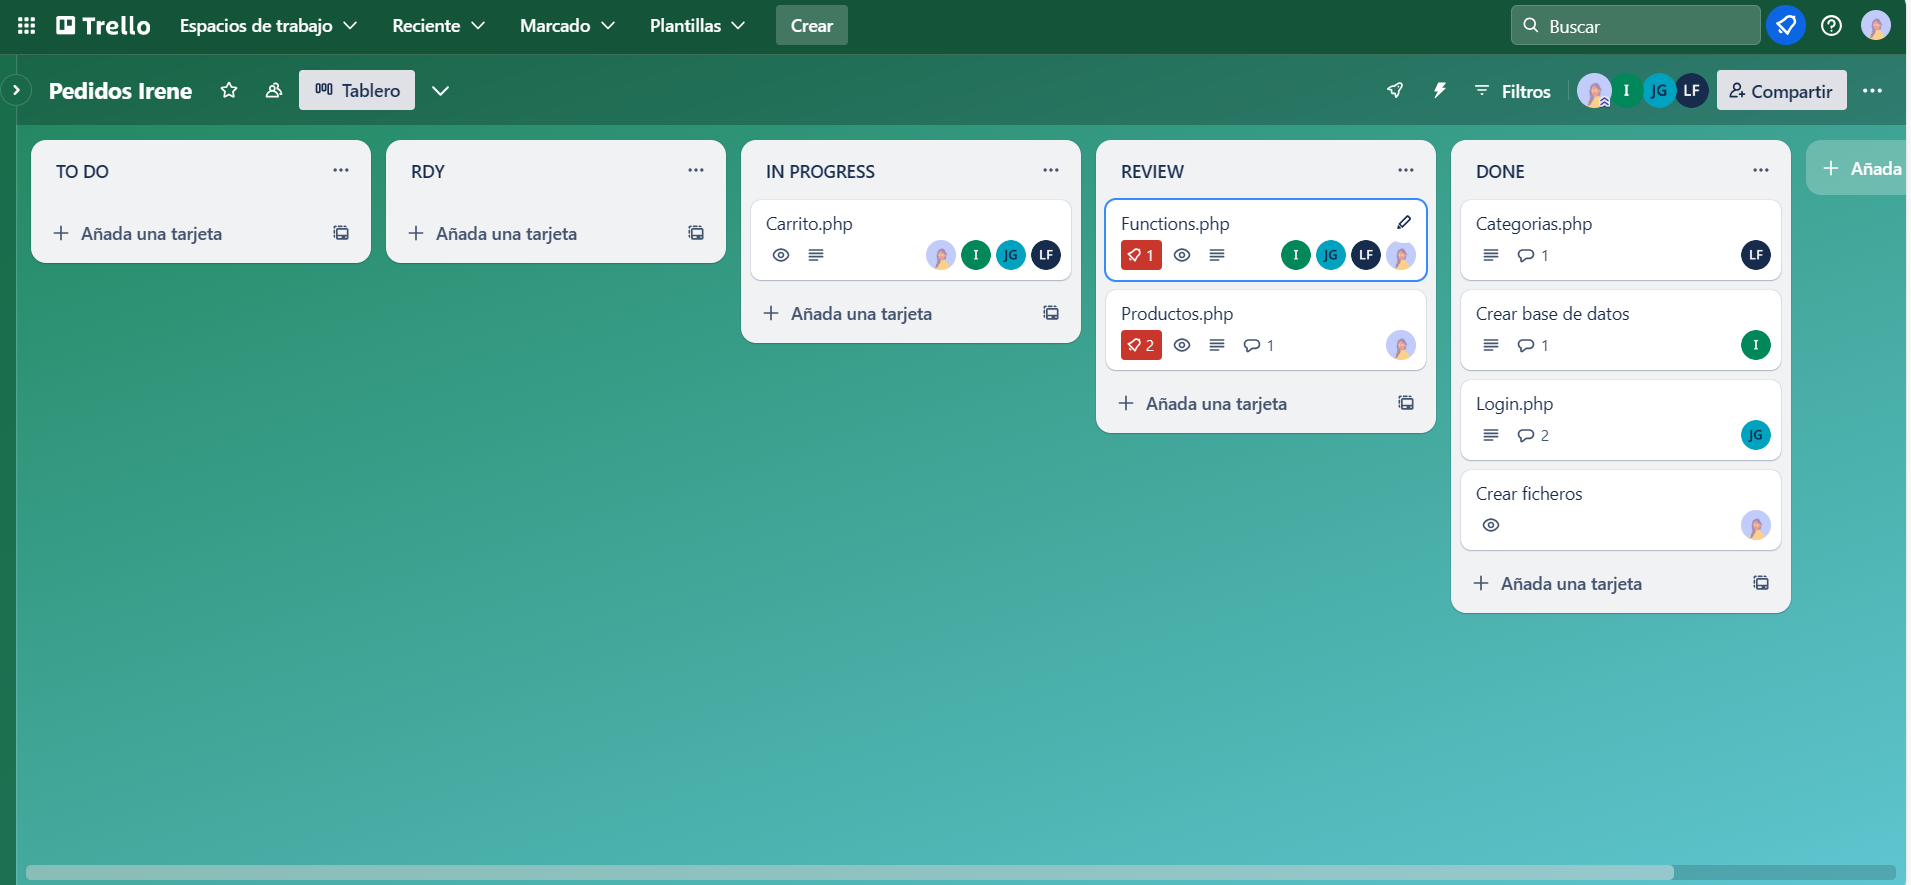 Trello Espacios de trabajo Reciente Marcado Plantillas Crear Buscar
Pedidos Irene Tablero Filtros I JG LF Compartir
TO DO
Añada una tarjeta
RDY
Añada una tarjeta
IN PROGRESS
Carrito.php
I JG LF
Añada una tarjeta
REVIEW
Functions.php
1 I JG LF
Productos.php
2 1
Añada una tarjeta
DONE
Categorias.php
1 LF
Crear base de datos
1 I
Login.php
2 JG
Crear ficheros
Añada una tarjeta
Añada